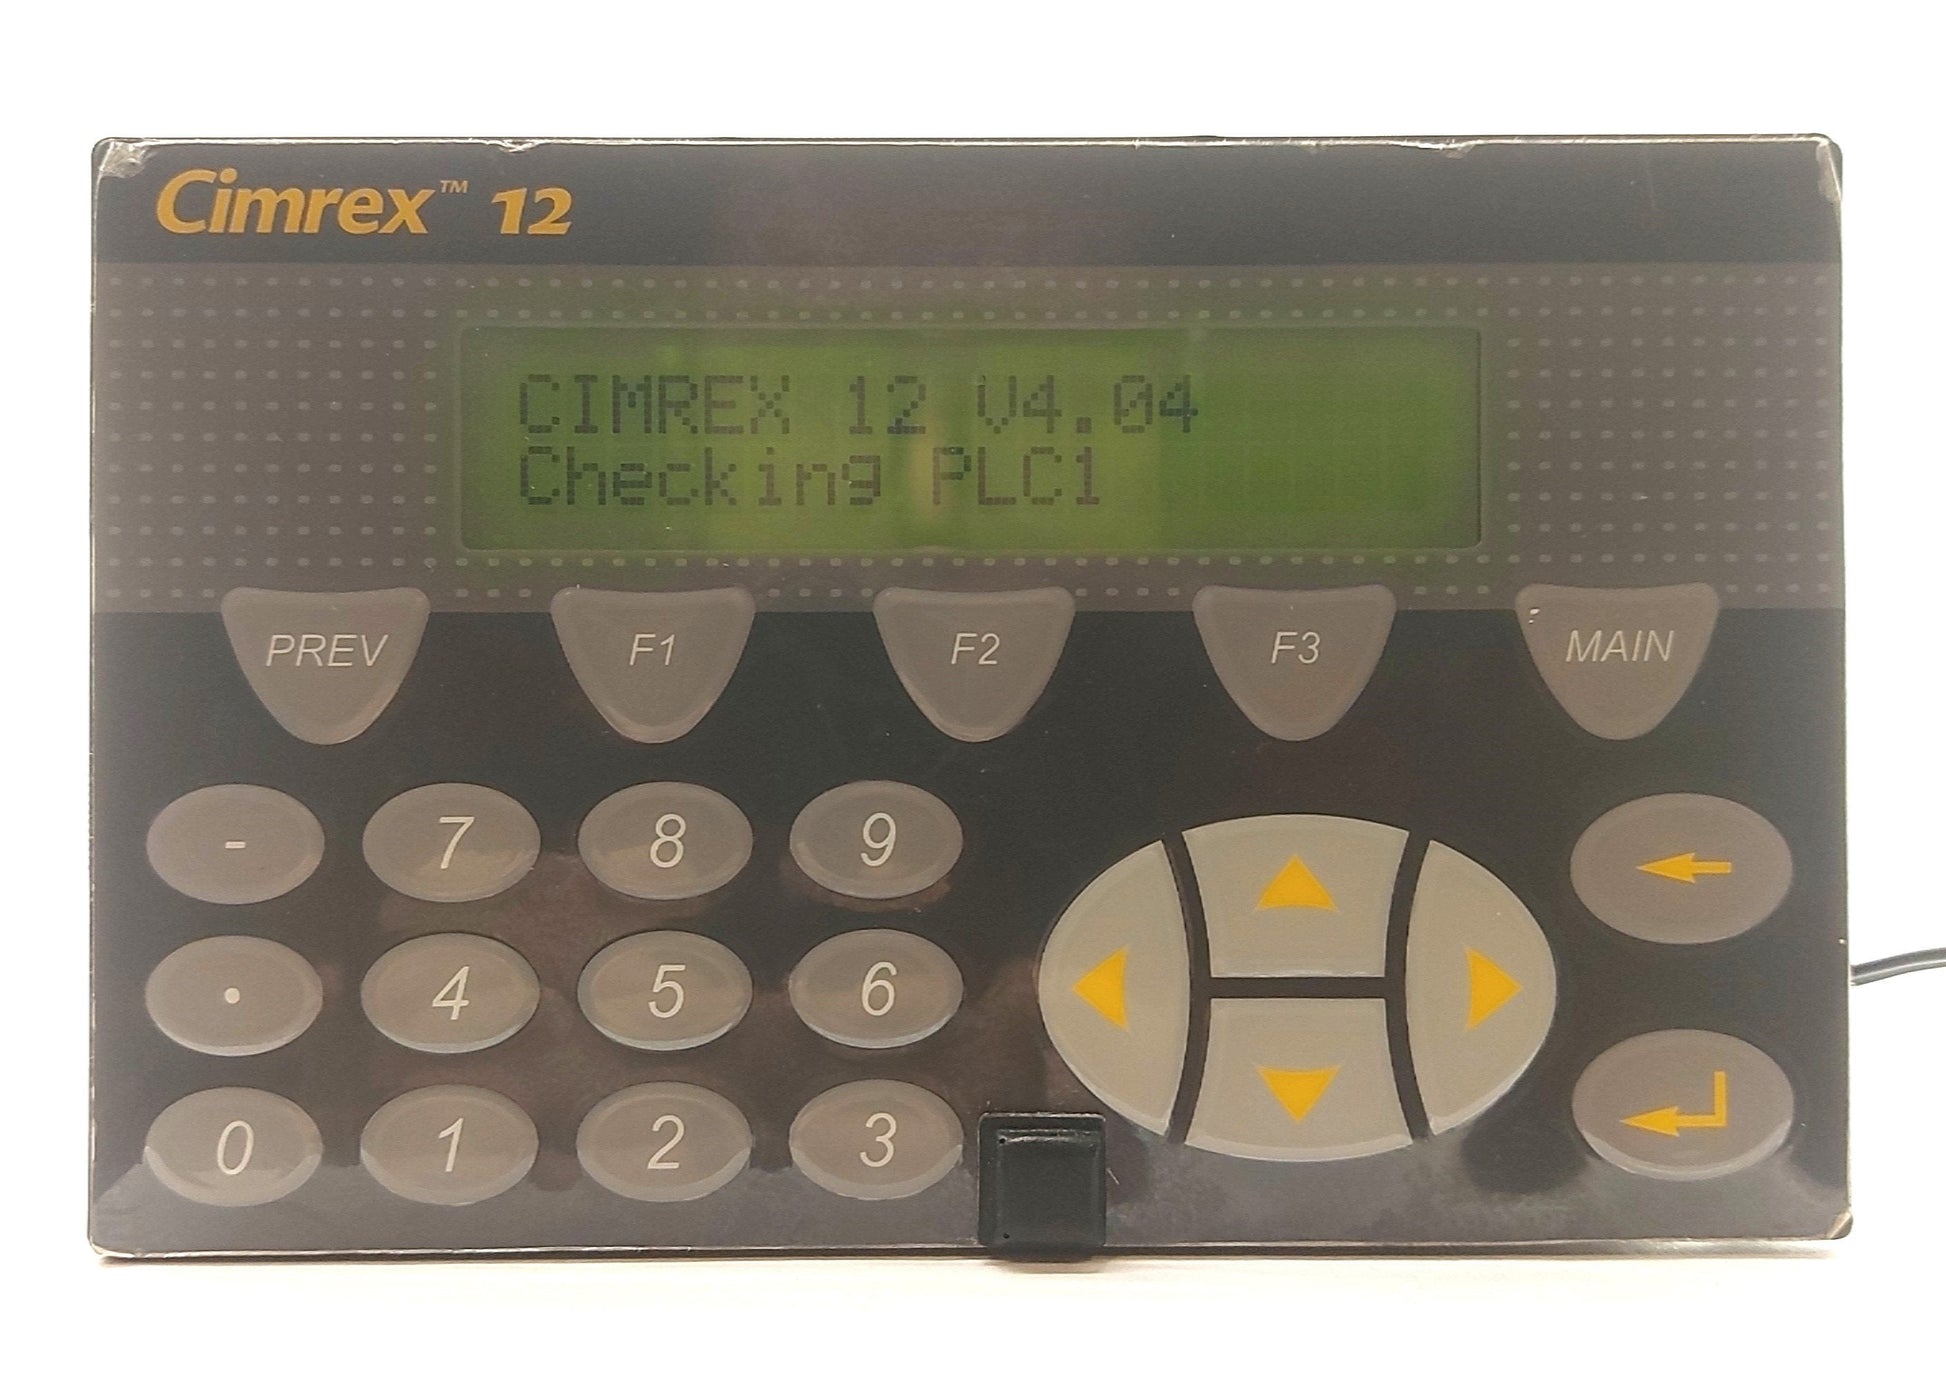 Cimrex™ 12
CIMREX 12 V4.04
Checking PLC1
PREV F1 F2 F3 MAIN
- 7 8 9
. 4 5 6
0 1 2 3